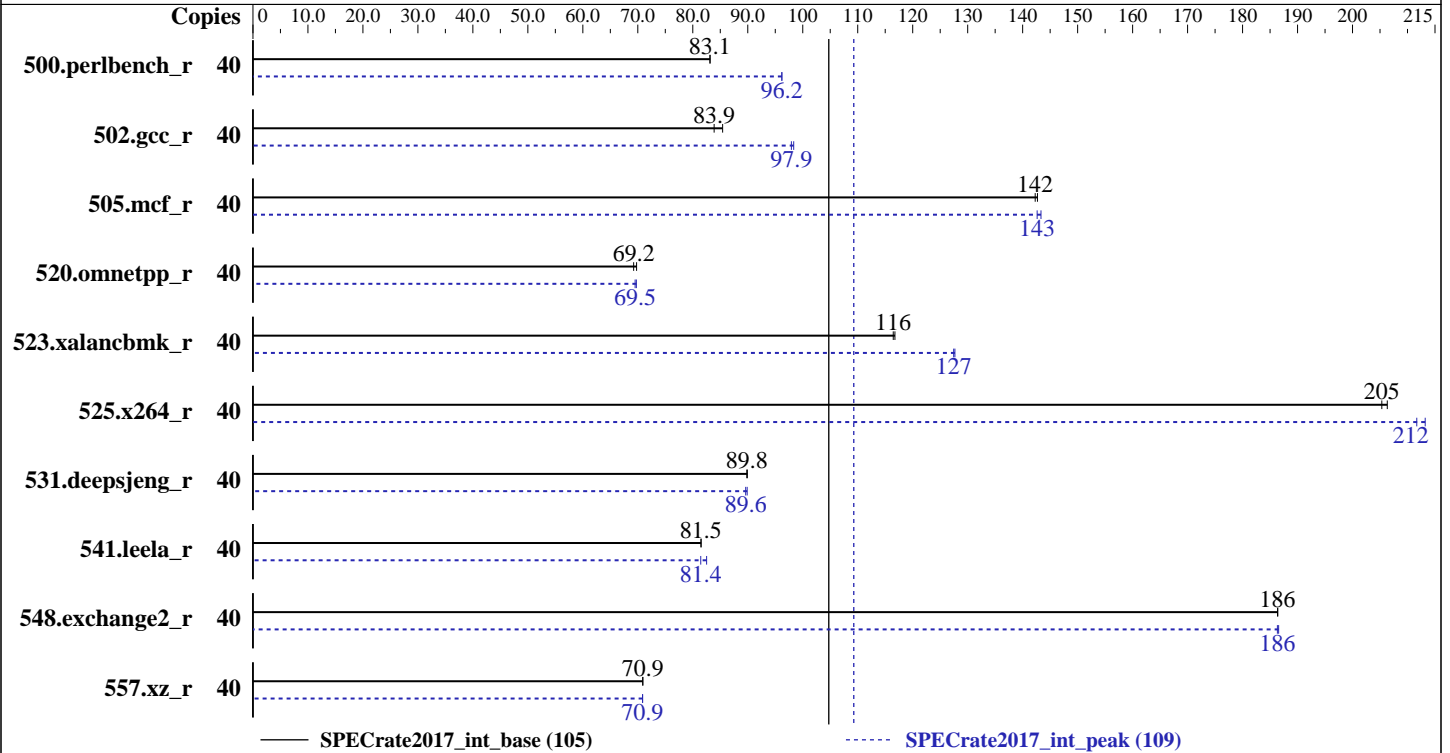 Copies 0 10.0 20.0 30.0 40.0 50.0 60.0 70.0 80.0 90.0 100 110 120 130 140 150 160 170 180 190 200 215
83.1
500.perlbench_r 40
96.2
83.9
502.gcc_r 40
97.9
142
505.mcf_r 40
143
69.2
520.omnetpp_r 40
69.5
116
523.xalancbmk_r 40
127
205
525.x264_r 40
212
89.8
531.deepsjeng_r 40
89.6
81.5
541.leela_r 40
81.4
186
548.exchange2_r 40
186
70.9
557.xz_r 40
70.9
SPECrate2017_int_base (105) SPECrate2017_int_peak (109)